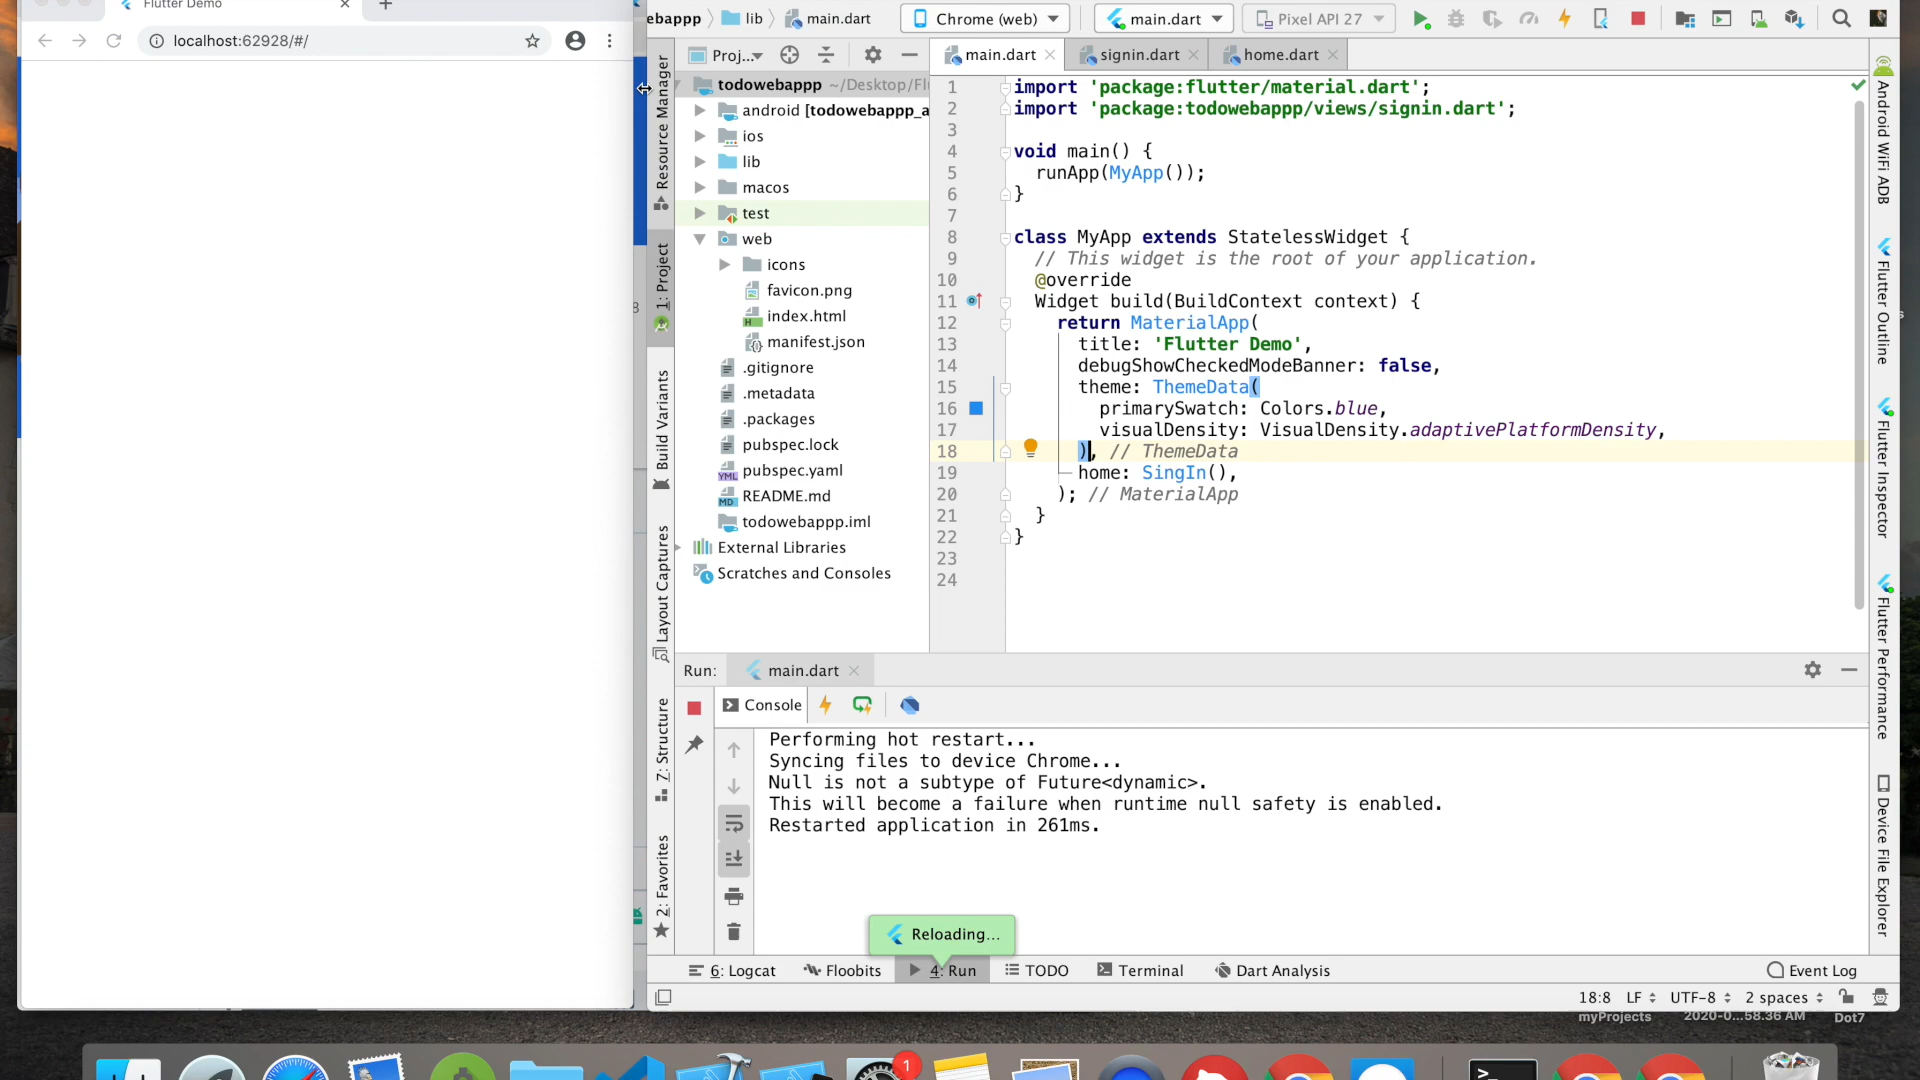 Flutter Demo
localhost:62928/#/
ebappp
lib
main.dart
Chrome (web)
main.dart
Pixel API 27
Proj...
main.dart
signin.dart
home.dart
todowebappp ~/Desktop/Fl
android [todowebappp_a
ios
lib
macos
test
web
icons
favicon.png
index.html
manifest.json
.gitignore
.metadata
.packages
pubspec.lock
pubspec.yaml
README.md
todowebappp.iml
External Libraries
Scratches and Consoles
Resource Manager
1: Project
Build Variants
Layout Captures
7: Structure
2: Favorites
1 import 'package:flutter/material.dart';
2 import 'package:todowebappp/views/signin.dart';
3
4 void main() {
5 runApp(MyApp());
6 }
7
8 class MyApp extends StatelessWidget {
9 // This widget is the root of your application.
10 @override
11 Widget build(BuildContext context) {
12 return MaterialApp(
13 title: 'Flutter Demo',
14 debugShowCheckedModeBanner: false,
15 theme: ThemeData(
16 primarySwatch: Colors.blue,
17 visualDensity: VisualDensity.adaptivePlatformDensity,
18 ), // ThemeData
19 home: SingIn(),
20 ); // MaterialApp
21 }
22 }
23
24
Android WiFi ADB
Flutter Outline
Flutter Inspector
Flutter Performance
Device File Explorer
Run:
main.dart
Console
Performing hot restart...
Syncing files to device Chrome...
Null is not a subtype of Future<dynamic>.
This will become a failure when runtime null safety is enabled.
Restarted application in 261ms.
Reloading...
6: Logcat
Floobits
4: Run
TODO
Terminal
Dart Analysis
Event Log
18:8
LF
UTF-8
2 spaces
myProjects
2020-0...58.36 AM
Dot7
1